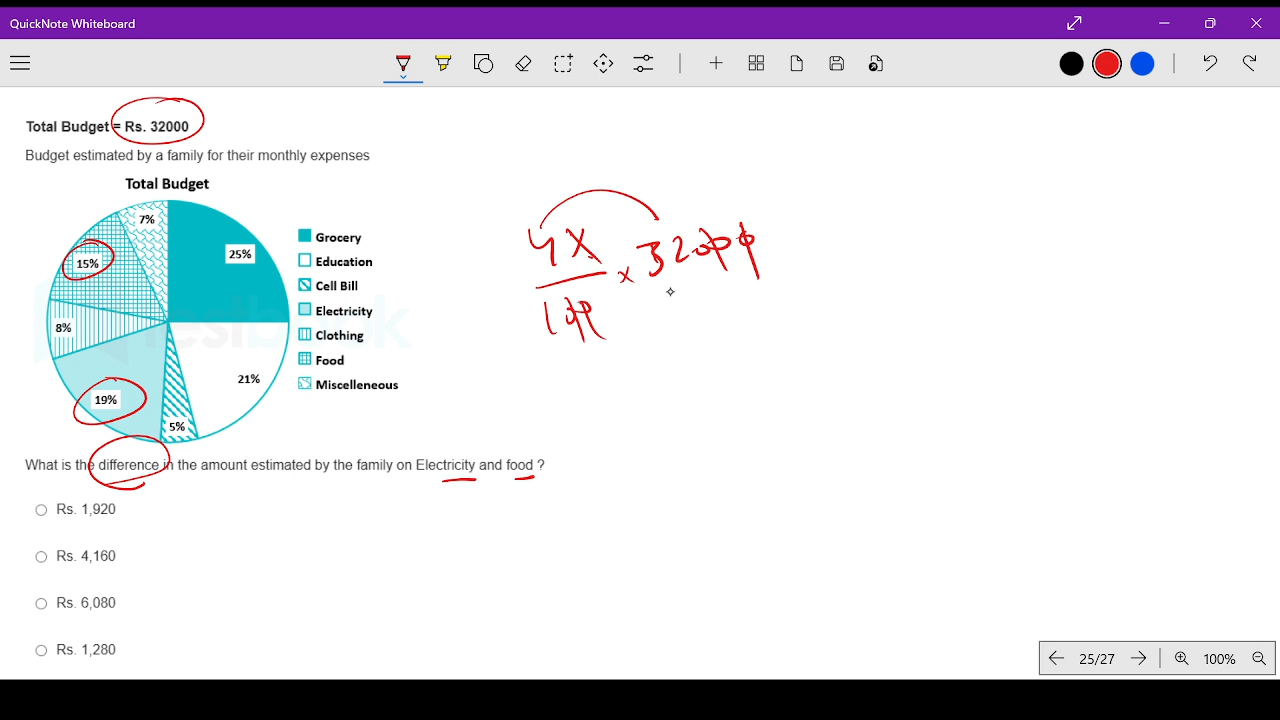 QuickNote Whiteboard
Total Budget = Rs. 32000
Budget estimated by a family for their monthly expenses
Total Budget
7%
25%
15%
8%
19%
5%
21%
Grocery
Education
Cell Bill
Electricity
Clothing
Food
Miscelleneous
4%
100
× 32000
What is the difference in the amount estimated by the family on Electricity and food ?
Rs. 1,920
Rs. 4,160
Rs. 6,080
Rs. 1,280
25/27
100%